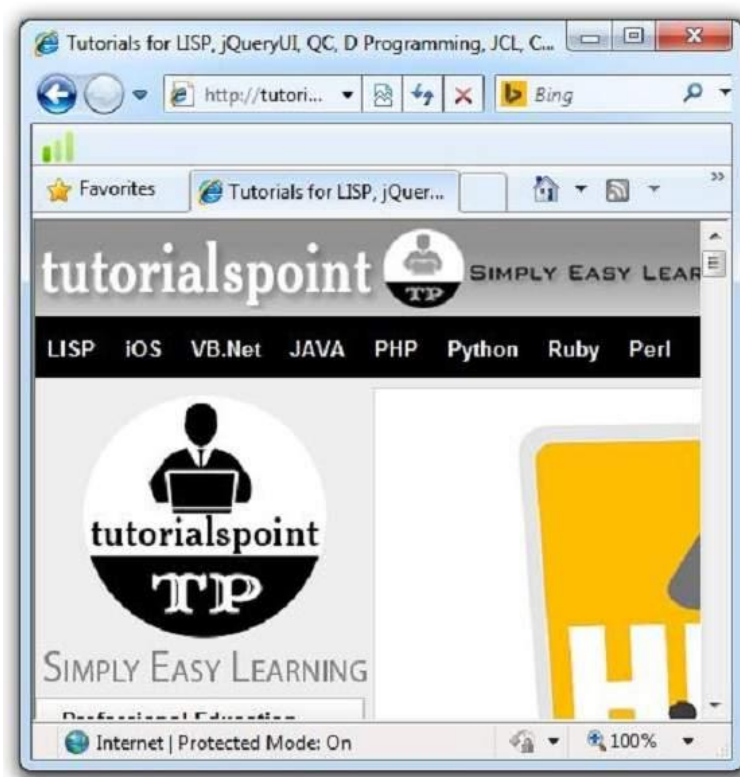 Tutorials for LISP, jQueryUI, QC, D Programming, JCL, C...
http://tutori...
Bing
Favorites
Tutorials for LISP, jQuer...
tutorialspoint
TP
SIMPLY EASY LEAR
LISP iOS VB.Net JAVA PHP Python Ruby Perl
tutorialspoint
TP
SIMPLY EASY LEARNING
Professional Education
Internet | Protected Mode: On
100%